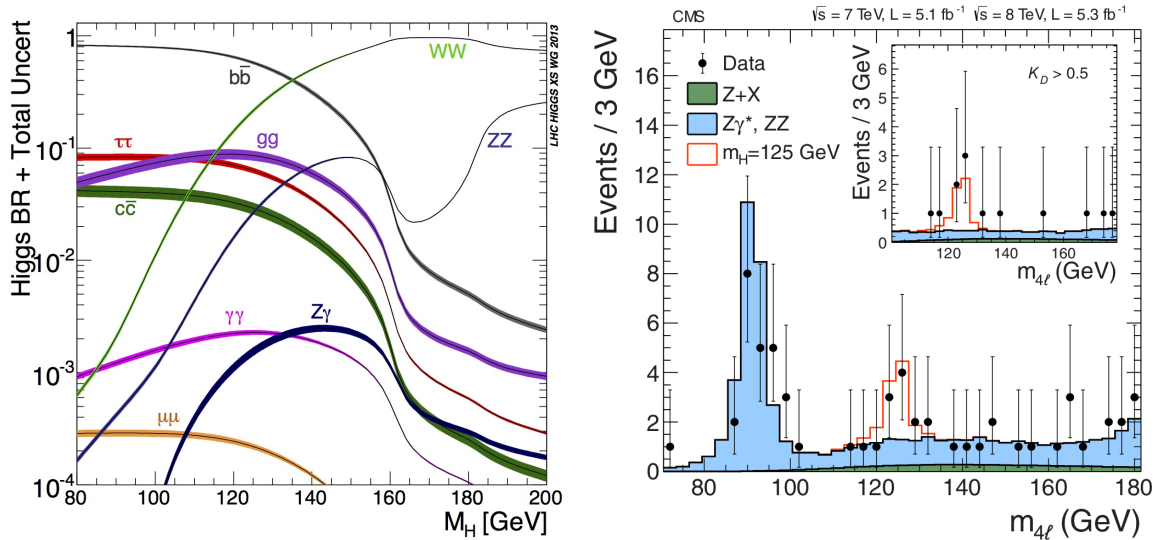 Higgs BR + Total Uncert
1
10⁻¹
10⁻²
10⁻³
10⁻⁴
bb̄
WW
ττ
gg
ZZ
cc̄
γγ
Zγ
μμ
LHC HIGGS XS WG 2013
80 100 120 140 160 180 200
M_H [GeV]
CMS √s = 7 TeV, L = 5.1 fb⁻¹ √s = 8 TeV, L = 5.3 fb⁻¹
Events / 3 GeV
16
14
12
10
8
6
4
2
0
Data
Z+X
Zγ*, ZZ
m_H=125 GeV
K_D > 0.5
Events / 3 GeV
6
5
4
3
2
1
0
120 140 160
m_4ℓ (GeV)
80 100 120 140 160 180
m_4ℓ (GeV)